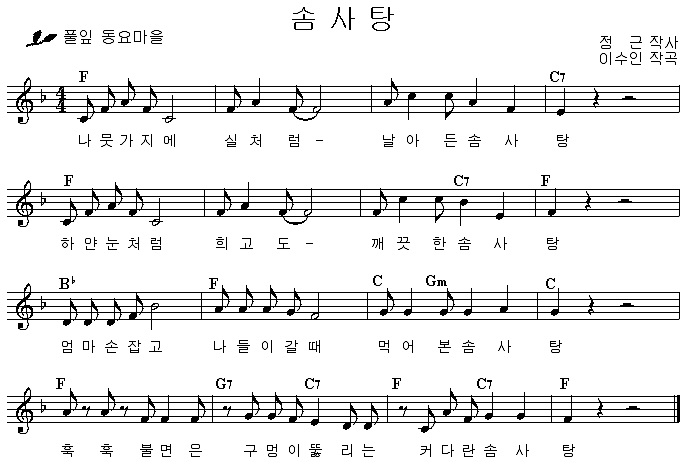 솜 사 탕
풀잎 동요마을
정 근 작사
이수인 작곡
F C7
4
4
나 뭇 가 지 에 실 처 럼 - 날 아 든 솜 사 탕
F C7 F
하 얀 눈 처 럼 희 고 도 - 깨 끗 한 솜 사 탕
B♭ F C Gm C
엄 마 손 잡 고 나 들 이 갈 때 먹 어 본 솜 사 탕
F G7 C7 F C7 F
훅 훅 불 면 은 구 멍 이 뚫 리 는 커 다 란 솜 사 탕